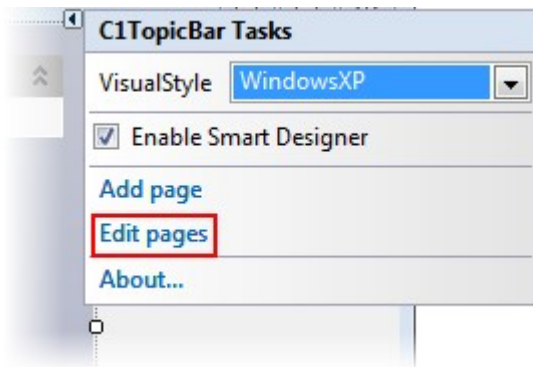 C1TopicBar Tasks
VisualStyle WindowsXP
Enable Smart Designer
Add page
Edit pages
About...